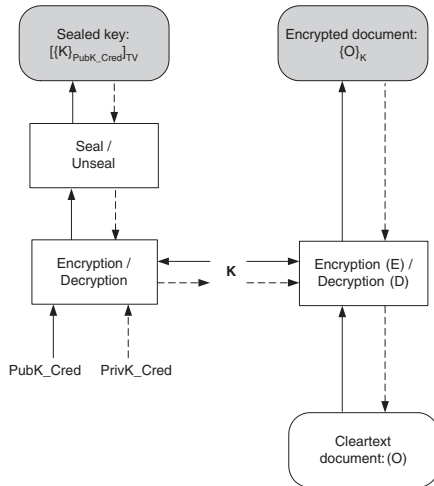 Sealed key:
[{K}PubK_Cred]TV
Encrypted document:
{O}K
Seal /
Unseal
Encryption /
Decryption
K
Encryption (E) /
Decryption (D)
PubK_Cred
PrivK_Cred
Cleartext
document: (O)